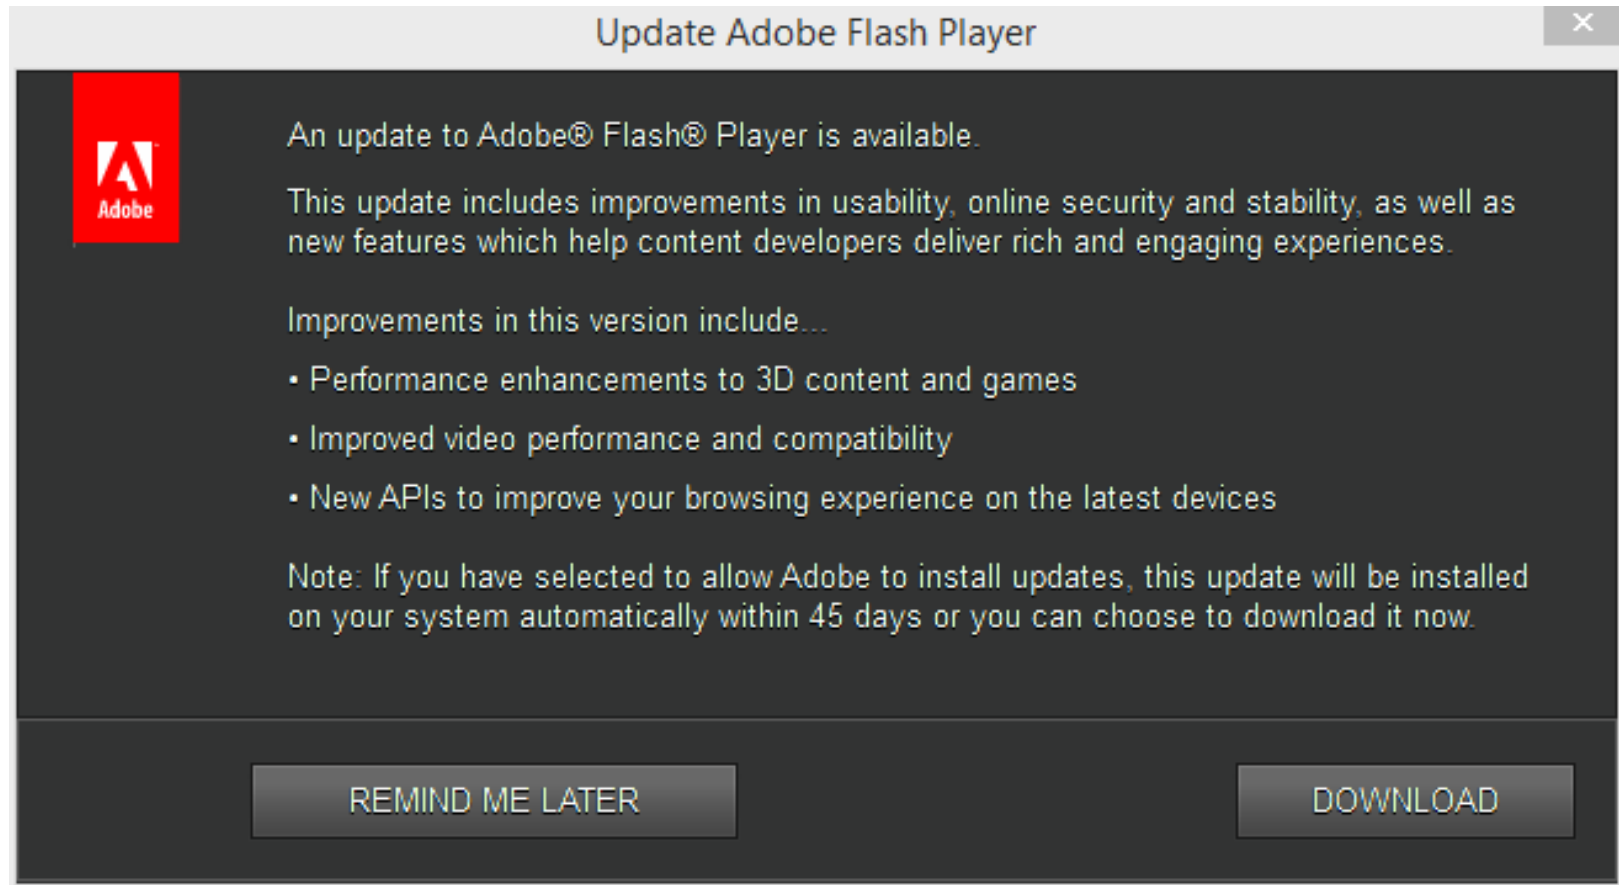 Update Adobe Flash Player
×
Adobe
An update to Adobe® Flash® Player is available.
This update includes improvements in usability, online security and stability, as well as
new features which help content developers deliver rich and engaging experiences.
Improvements in this version include...
• Performance enhancements to 3D content and games
• Improved video performance and compatibility
• New APIs to improve your browsing experience on the latest devices
Note: If you have selected to allow Adobe to install updates, this update will be installed
on your system automatically within 45 days or you can choose to download it now.
REMIND ME LATER
DOWNLOAD